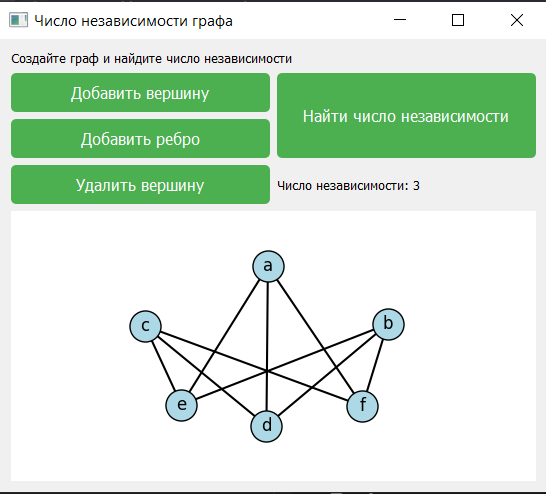 Число независимости графа
Создайте граф и найдите число независимости
Добавить вершину
Найти число независимости
Добавить ребро
Удалить вершину
Число независимости: 3
a
c
b
e
d
f